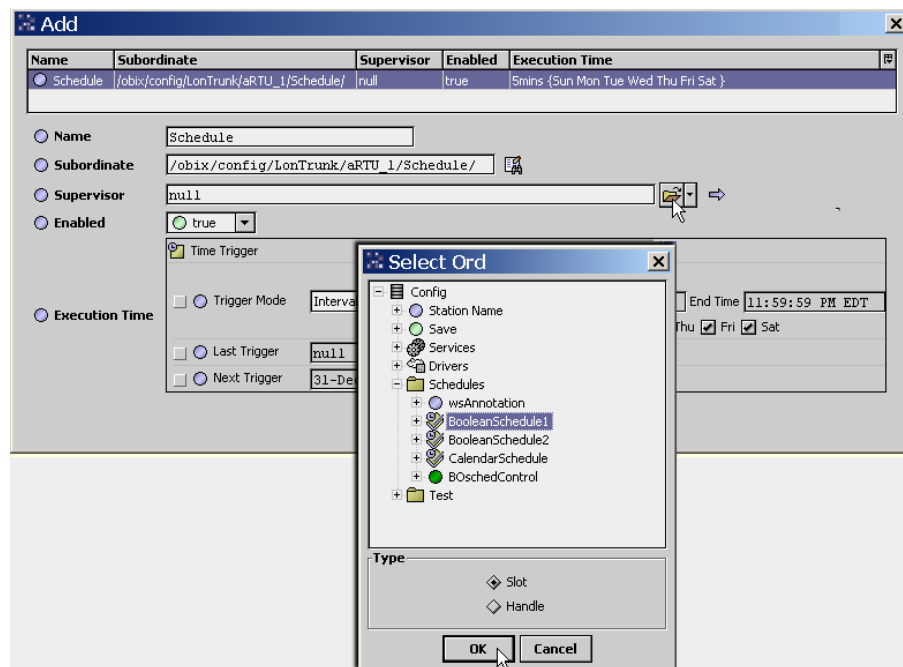 Add
Name Subordinate Supervisor Enabled Execution Time
Schedule /obix/config/LonTrunk/aRTU_1/Schedule/ null true 5mins {Sun Mon Tue Wed Thu Fri Sat }
Name Schedule
Subordinate /obix/config/LonTrunk/aRTU_1/Schedule/
Supervisor null
Enabled true
Execution Time
Time Trigger
Trigger Mode Interva
End Time 11:59:59 PM EDT
Thu Fri Sat
Last Trigger null
Next Trigger 31-De
Select Ord
Config
Station Name
Save
Services
Drivers
Schedules
wsAnnotation
BooleanSchedule1
BooleanSchedule2
CalendarSchedule
BOschedControl
Test
Type
Slot
Handle
OK Cancel